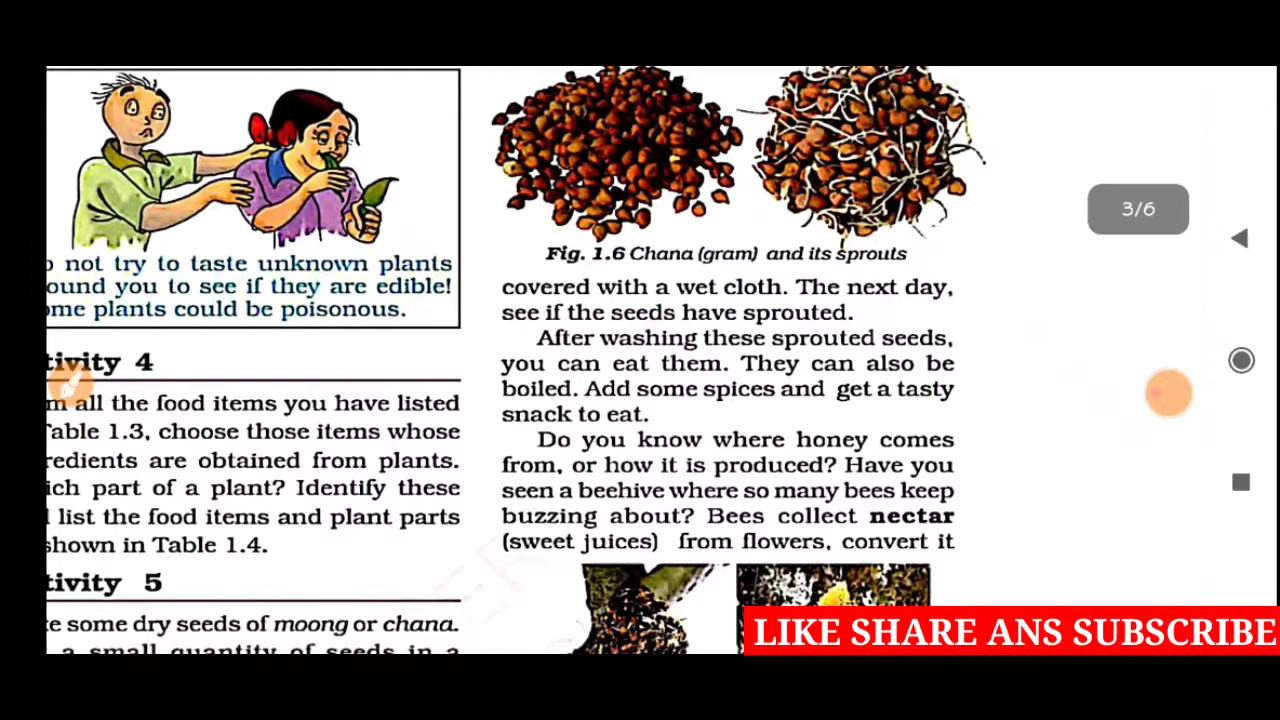 not try to taste unknown plants
ound you to see if they are edible!
me plants could be poisonous.
tivity 4
all the food items you have listed
Table 1.3, choose those items whose
redients are obtained from plants.
ich part of a plant? Identify these
list the food items and plant parts
shown in Table 1.4.
tivity 5
e some dry seeds of moong or chana.
a small quantity of seeds in a
Fig. 1.6 Chana (gram) and its sprouts
covered with a wet cloth. The next day,
see if the seeds have sprouted.
After washing these sprouted seeds,
you can eat them. They can also be
boiled. Add some spices and get a tasty
snack to eat.
Do you know where honey comes
from, or how it is produced? Have you
seen a beehive where so many bees keep
buzzing about? Bees collect nectar
(sweet juices) from flowers, convert it
3/6
LIKE SHARE ANS SUBSCRIBE